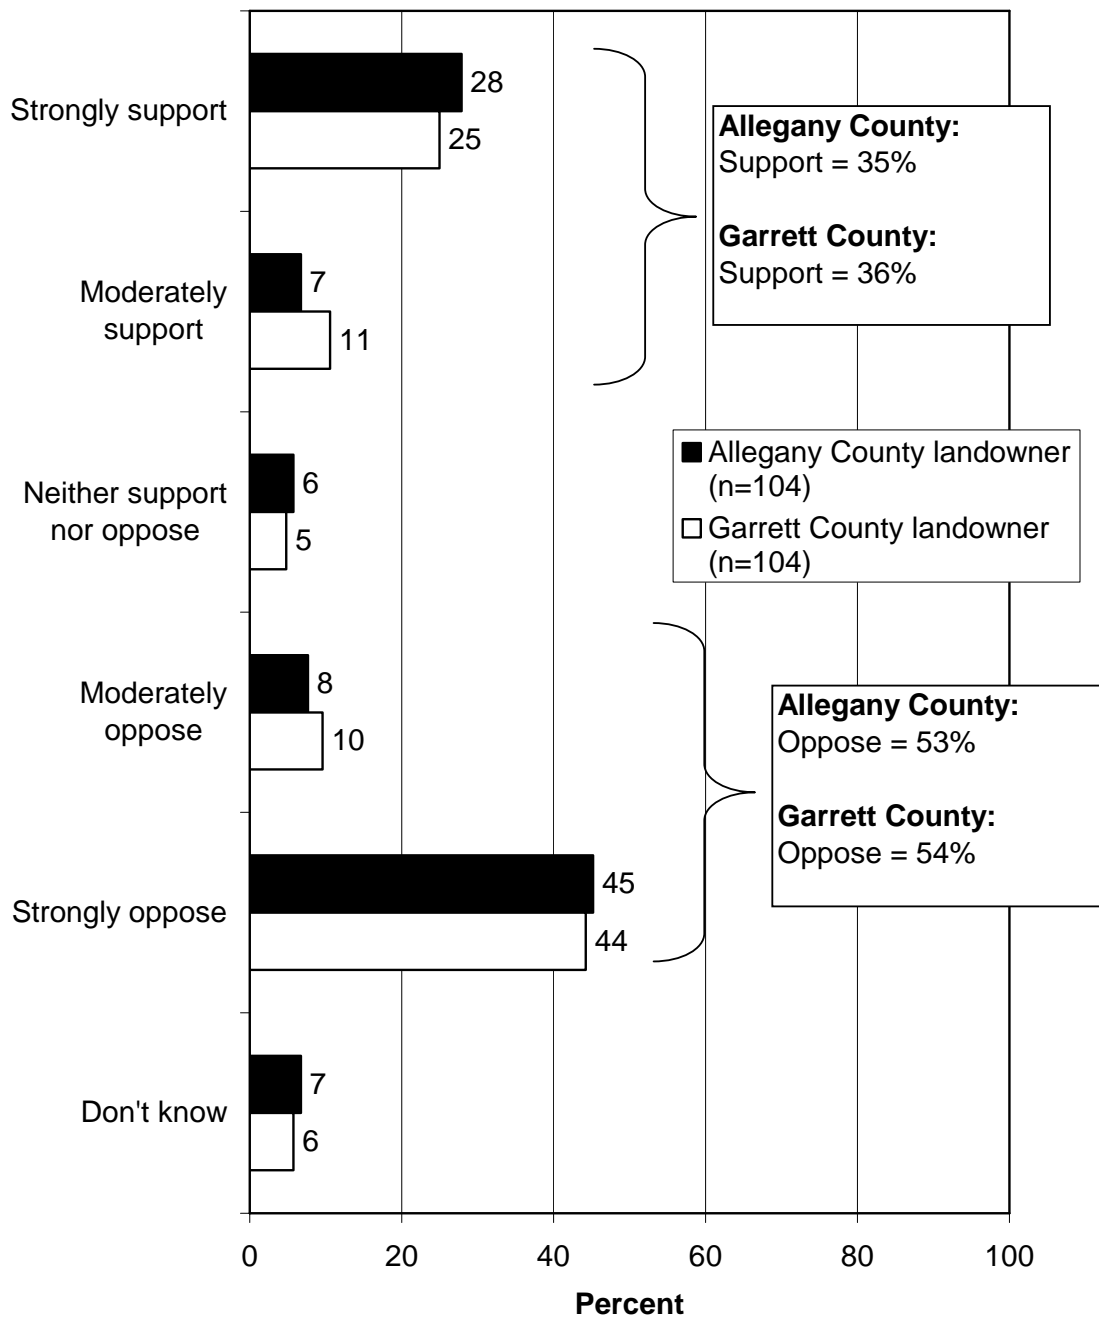 Strongly support
28
25
Allegany County:
Support = 35%
Garrett County:
Support = 36%
Moderately
support
7
11
Allegany County landowner
(n=104)
Garrett County landowner
(n=104)
Neither support
nor oppose
6
5
Moderately
oppose
8
10
Allegany County:
Oppose = 53%
Garrett County:
Oppose = 54%
Strongly oppose
45
44
Don't know
7
6
0 20 40 60 80 100
Percent